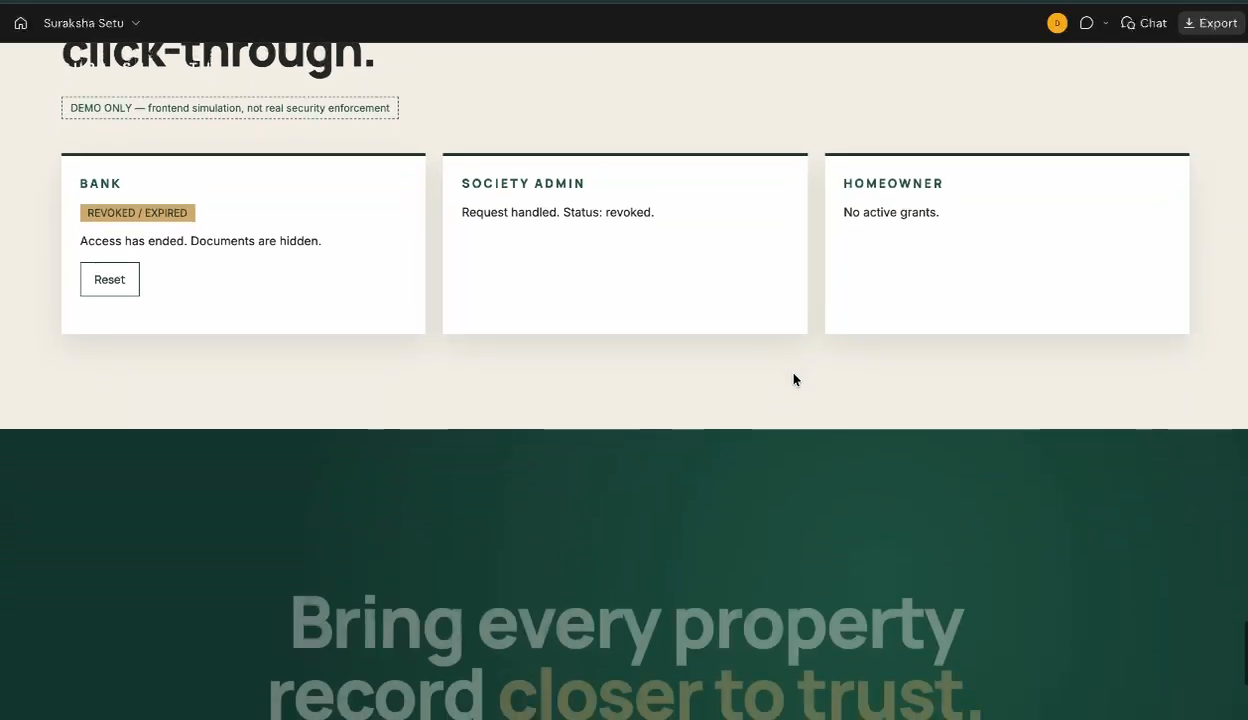 Suraksha Setu
D
Chat
Export
click-through.
DEMO ONLY — frontend simulation, not real security enforcement
BANK
REVOKED / EXPIRED
Access has ended. Documents are hidden.
Reset
SOCIETY ADMIN
Request handled. Status: revoked.
HOMEOWNER
No active grants.
Bring every property
record closer to trust.